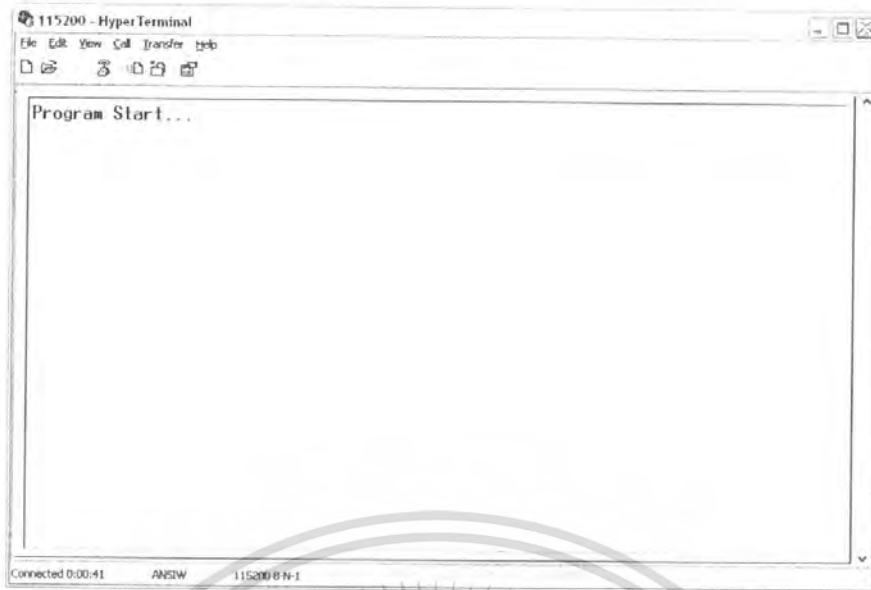 115200 - HyperTerminal
File Edit View Call Transfer Help
Program Start...
Connected 0:00:41 ANSIW 115200 8-N-1